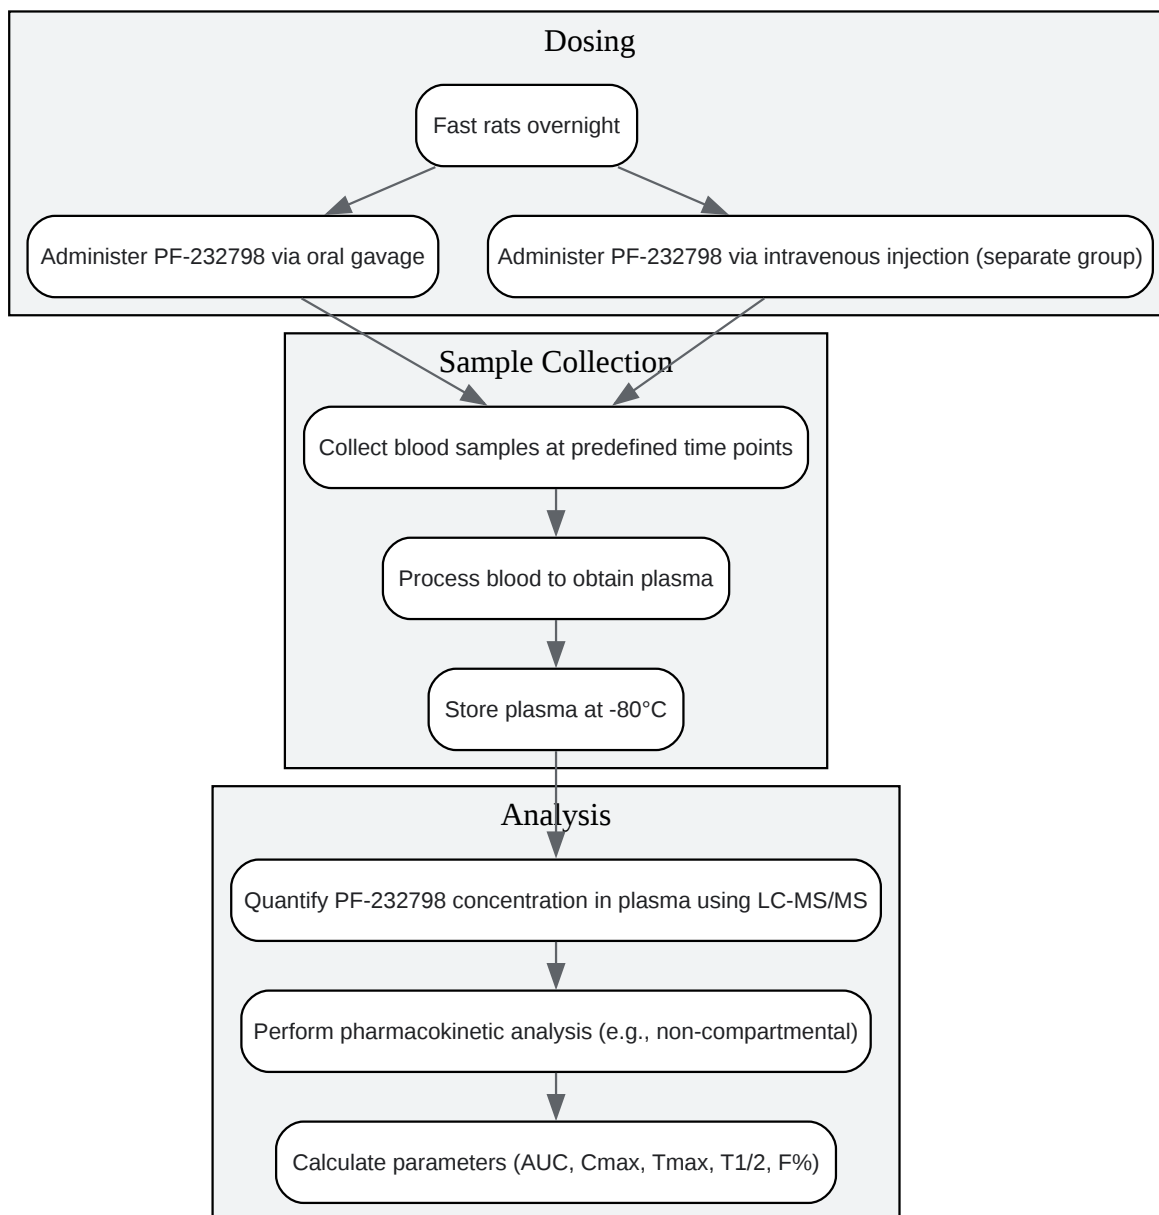 Dosing
Fast rats overnight
Administer PF-232798 via oral gavage
Administer PF-232798 via intravenous injection (separate group)
Sample Collection
Collect blood samples at predefined time points
Process blood to obtain plasma
Store plasma at -80°C
Analysis
Quantify PF-232798 concentration in plasma using LC-MS/MS
Perform pharmacokinetic analysis (e.g., non-compartmental)
Calculate parameters (AUC, Cmax, Tmax, T1/2, F%)